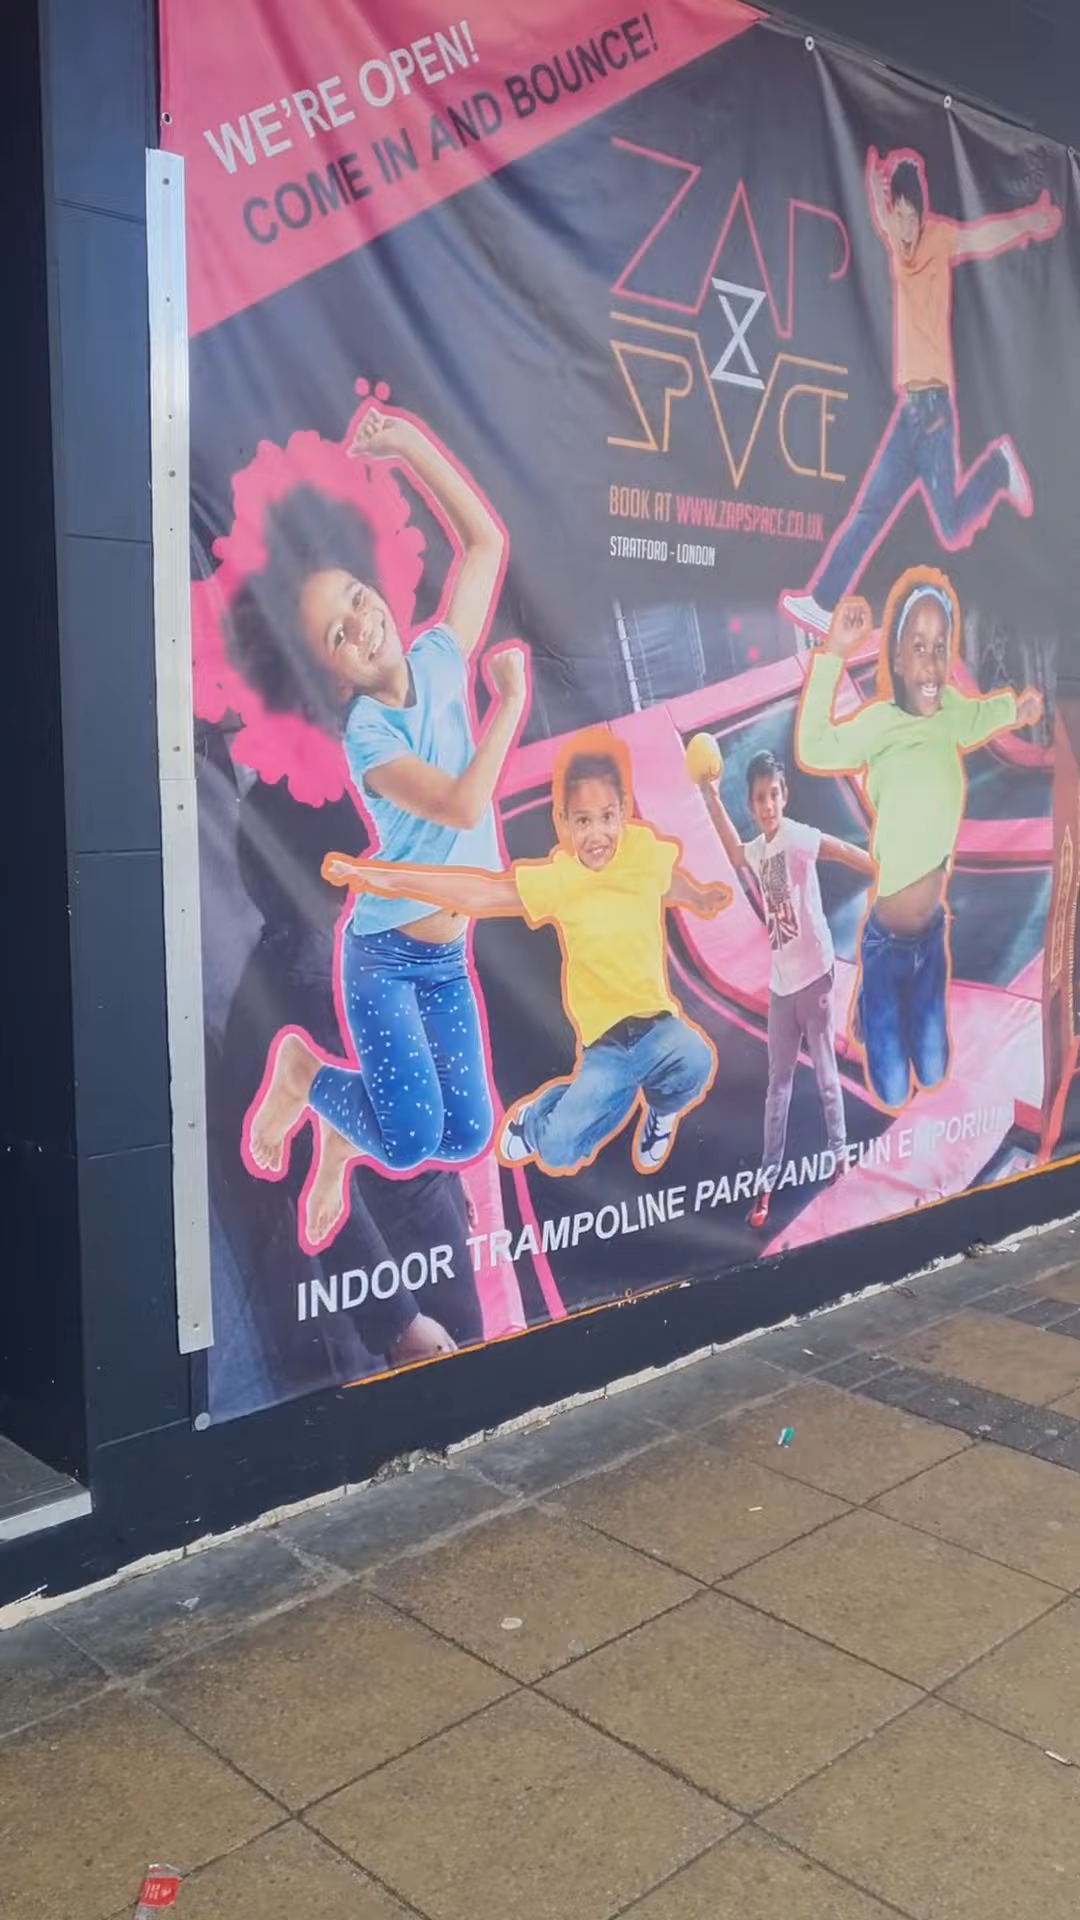 WE'RE OPEN!
COME IN AND BOUNCE!
ZAP
SPACE
BOOK AT WWW.ZAPSPACE.CO.UK
STRATFORD - LONDON
INDOOR TRAMPOLINE PARK AND FUN EMPORIUM